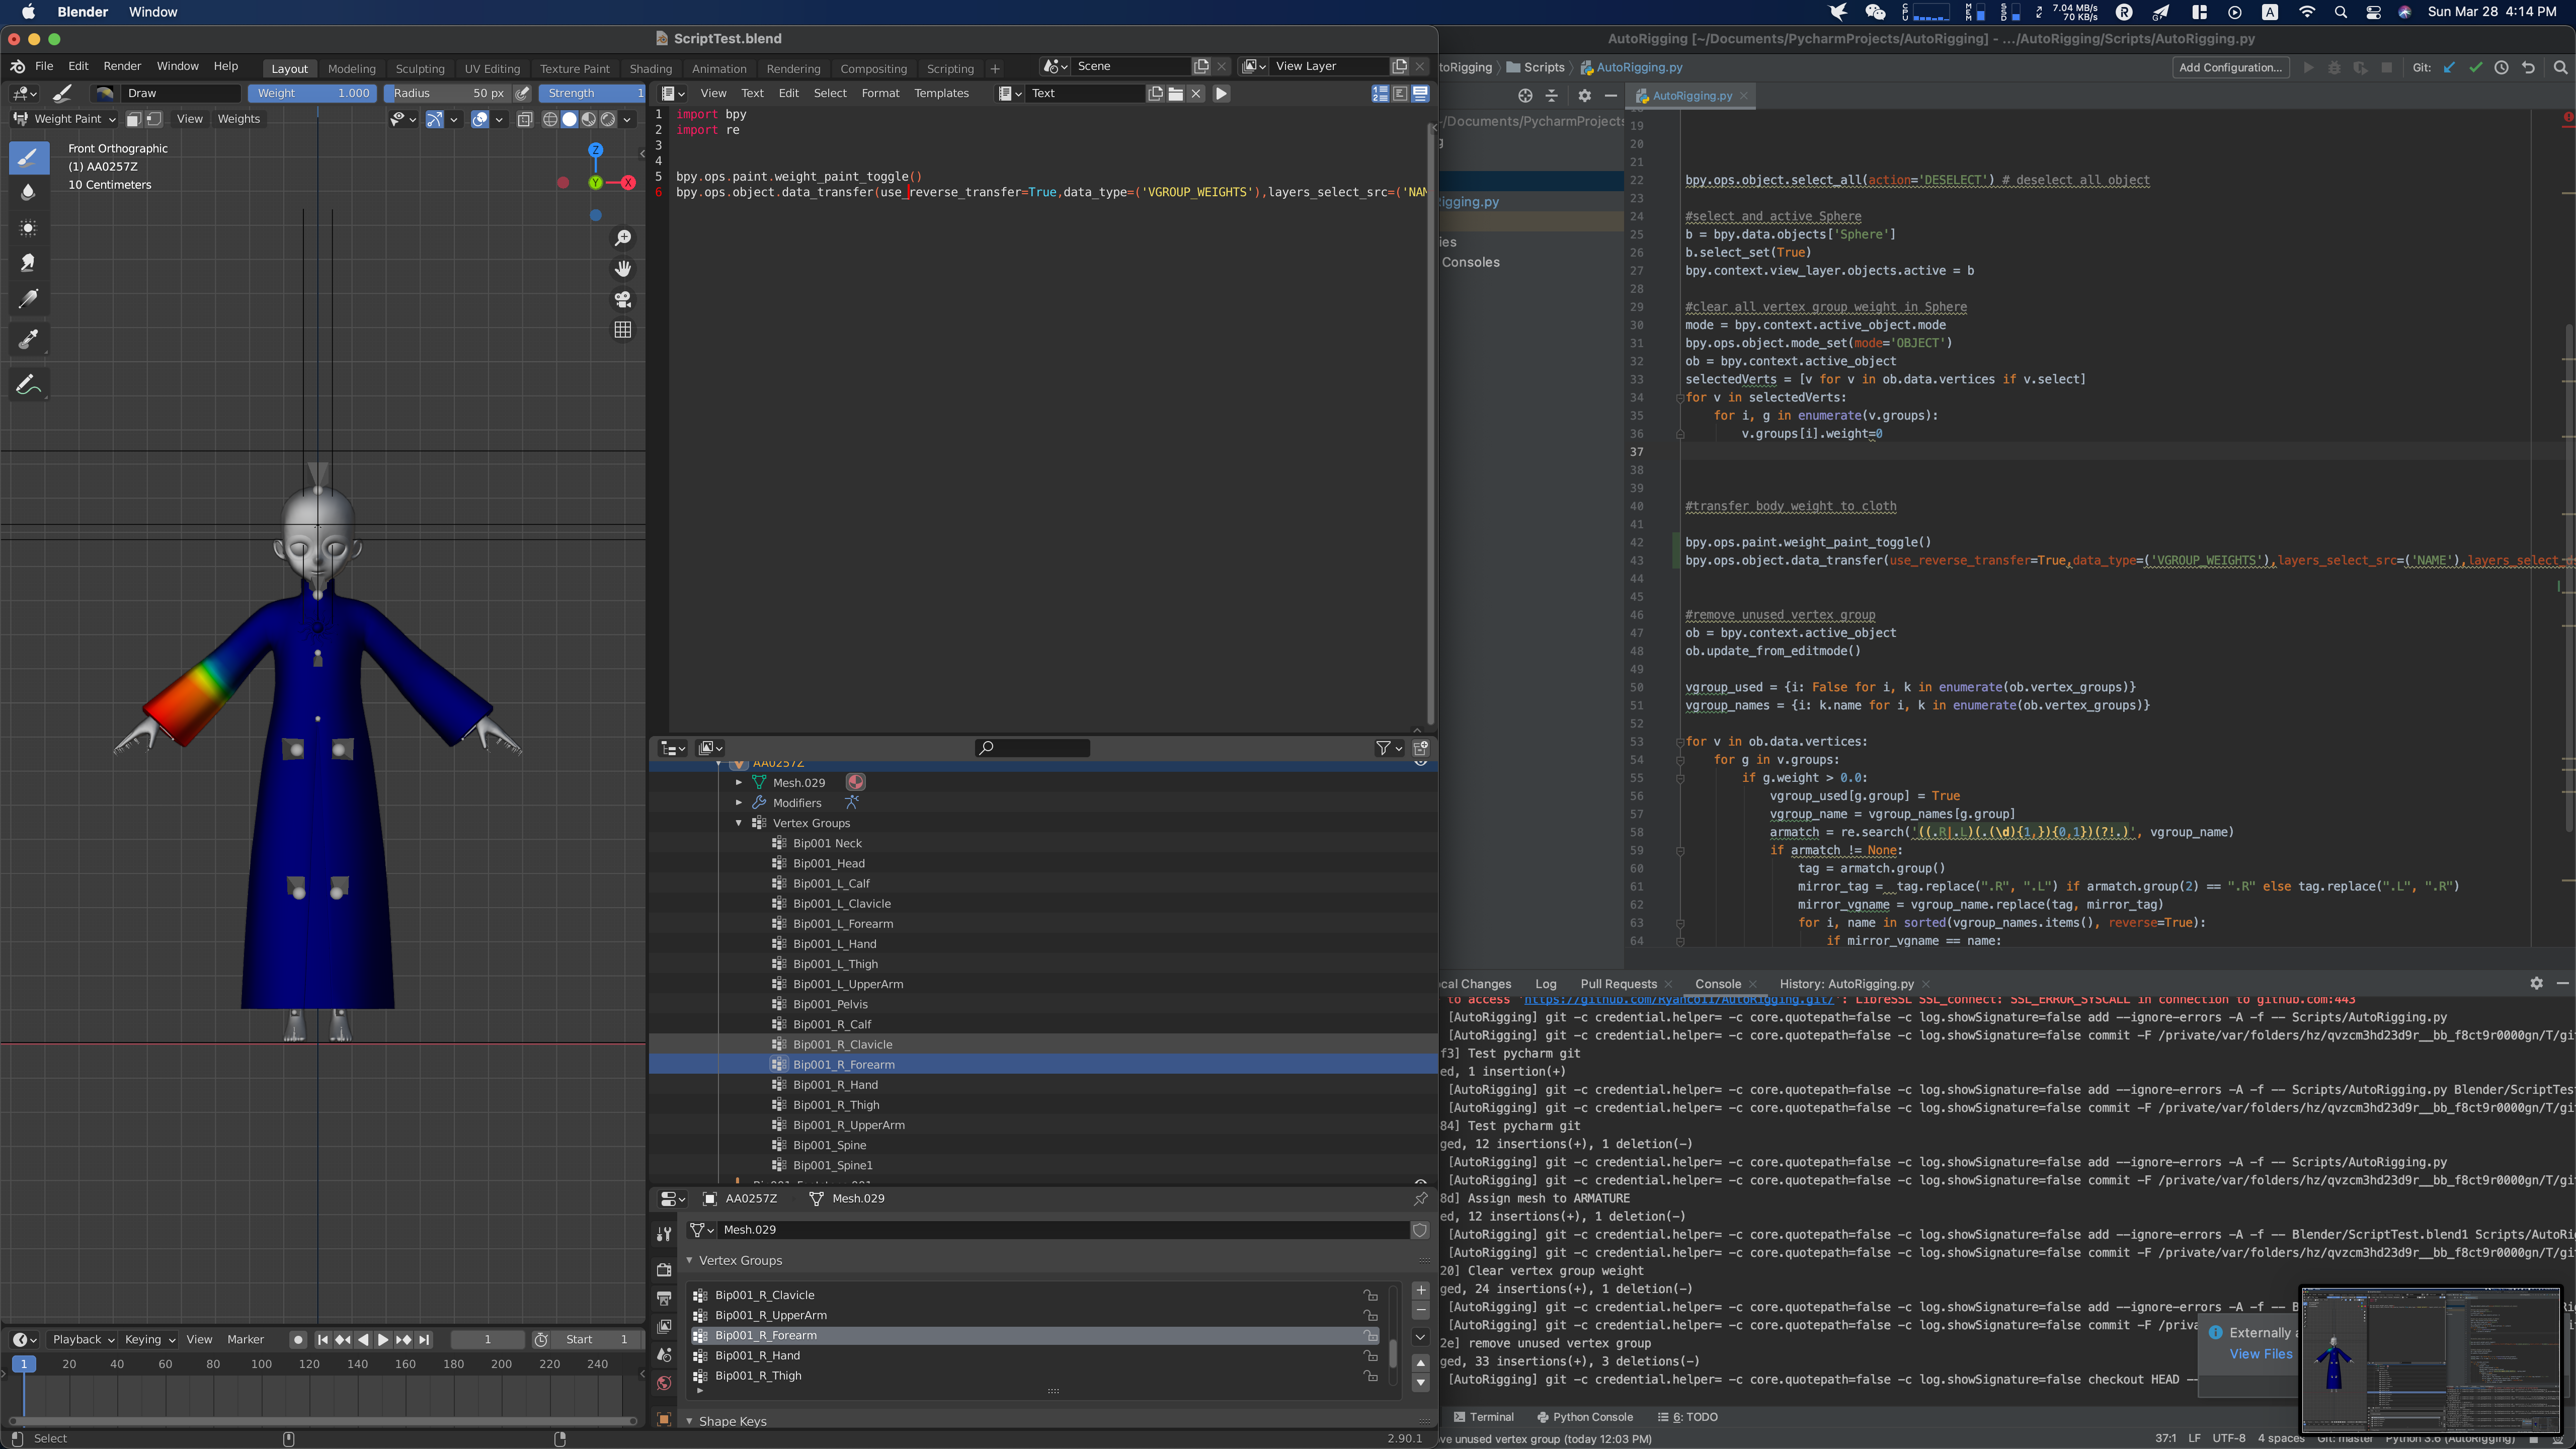 Blender Window
7.04 MB/s
70 KB/s
Sun Mar 28 4:14 PM
ScriptTest.blend
File Edit Render Window Help
Layout Modeling Sculpting UV Editing Texture Paint Shading Animation Rendering Compositing Scripting +
Scene
View Layer
Draw
Weight 1.000
Radius 50 px
Strength 1
Weight Paint View Weights
Front Orthographic
(1) AA0257Z
10 Centimeters
Z
Y
X
View Text Edit Select Format Templates
Text
1 import bpy
2 import re
3
4
5 bpy.ops.paint.weight_paint_toggle()
6 bpy.ops.object.data_transfer(use_reverse_transfer=True,data_type=('VGROUP_WEIGHTS'),layers_select_src=('NAM
AA0257Z
Mesh.029
Modifiers
Vertex Groups
Bip001 Neck
Bip001_Head
Bip001_L_Calf
Bip001_L_Clavicle
Bip001_L_Forearm
Bip001_L_Hand
Bip001_L_Thigh
Bip001_L_UpperArm
Bip001_Pelvis
Bip001_R_Calf
Bip001_R_Clavicle
Bip001_R_Forearm
Bip001_R_Hand
Bip001_R_Thigh
Bip001_R_UpperArm
Bip001_Spine
Bip001_Spine1
AA0257Z Mesh.029
Mesh.029
Vertex Groups
Bip001_R_Clavicle
Bip001_R_UpperArm
Bip001_R_Forearm
Bip001_R_Hand
Bip001_R_Thigh
Shape Keys
Playback Keying View Marker
1
Start 1
1 20 40 60 80 100 120 140 160 180 200 220 240
Select
2.90.1
AutoRigging [~/Documents/PycharmProjects/AutoRigging] - .../AutoRigging/Scripts/AutoRigging.py
toRigging Scripts AutoRigging.py
Add Configuration...
Git:
AutoRigging.py
~/Documents/PycharmProjects
igging.py
ies
Consoles
19
20
21
22 bpy.ops.object.select_all(action='DESELECT') # deselect all object
23
24 #select and active Sphere
25 b = bpy.data.objects['Sphere']
26 b.select_set(True)
27 bpy.context.view_layer.objects.active = b
28
29 #clear all vertex group weight in Sphere
30 mode = bpy.context.active_object.mode
31 bpy.ops.object.mode_set(mode='OBJECT')
32 ob = bpy.context.active_object
33 selectedVerts = [v for v in ob.data.vertices if v.select]
34 for v in selectedVerts:
35 for i, g in enumerate(v.groups):
36 v.groups[i].weight=0
37
38
39
40 #transfer body weight to cloth
41
42 bpy.ops.paint.weight_paint_toggle()
43 bpy.ops.object.data_transfer(use_reverse_transfer=True,data_type=('VGROUP_WEIGHTS'),layers_select_src=('NAME'),layers_select_ds
44
45
46 #remove unused vertex group
47 ob = bpy.context.active_object
48 ob.update_from_editmode()
49
50 vgroup_used = {i: False for i, k in enumerate(ob.vertex_groups)}
51 vgroup_names = {i: k.name for i, k in enumerate(ob.vertex_groups)}
52
53 for v in ob.data.vertices:
54 for g in v.groups:
55 if g.weight > 0.0:
56 vgroup_used[g.group] = True
57 vgroup_name = vgroup_names[g.group]
58 armatch = re.search('((.R|.L)(.(\d){1,}){0,1})(?!.)', vgroup_name)
59 if armatch != None:
60 tag = armatch.group()
61 mirror_tag = tag.replace(".R", ".L") if armatch.group(2) == ".R" else tag.replace(".L", ".R")
62 mirror_vgname = vgroup_name.replace(tag, mirror_tag)
63 for i, name in sorted(vgroup_names.items(), reverse=True):
64 if mirror_vgname == name:
cal Changes Log Pull Requests Console History: AutoRigging.py
to access 'https://github.com/Ryanco11/AutoRigging.git/': LibreSSL SSL_connect: SSL_ERROR_SYSCALL in connection to github.com:443
[AutoRigging] git -c credential.helper= -c core.quotepath=false -c log.showSignature=false add --ignore-errors -A -f -- Scripts/AutoRigging.py
[AutoRigging] git -c credential.helper= -c core.quotepath=false -c log.showSignature=false commit -F /private/var/folders/hz/qvzcm3hd23d9r__bb_f8ct9r0000gn/T/git
f3] Test pycharm git
ed, 1 insertion(+)
[AutoRigging] git -c credential.helper= -c core.quotepath=false -c log.showSignature=false add --ignore-errors -A -f -- Scripts/AutoRigging.py Blender/ScriptTes
[AutoRigging] git -c credential.helper= -c core.quotepath=false -c log.showSignature=false commit -F /private/var/folders/hz/qvzcm3hd23d9r__bb_f8ct9r0000gn/T/git
84] Test pycharm git
ged, 12 insertions(+), 1 deletion(-)
[AutoRigging] git -c credential.helper= -c core.quotepath=false -c log.showSignature=false add --ignore-errors -A -f -- Scripts/AutoRigging.py
[AutoRigging] git -c credential.helper= -c core.quotepath=false -c log.showSignature=false commit -F /private/var/folders/hz/qvzcm3hd23d9r__bb_f8ct9r0000gn/T/git
8d] Assign mesh to ARMATURE
ed, 12 insertions(+), 1 deletion(-)
[AutoRigging] git -c credential.helper= -c core.quotepath=false -c log.showSignature=false add --ignore-errors -A -f -- Blender/ScriptTest.blend1 Scripts/AutoRi
[AutoRigging] git -c credential.helper= -c core.quotepath=false -c log.showSignature=false commit -F /private/var/folders/hz/qvzcm3hd23d9r__bb_f8ct9r0000gn/T/git
20] Clear vertex group weight
ged, 24 insertions(+), 1 deletion(-)
[AutoRigging] git -c credential.helper= -c core.quotepath=false -c log.showSignature=false add --ignore-errors -A -f -- B
[AutoRigging] git -c credential.helper= -c core.quotepath=false -c log.showSignature=false commit -F /priva
2e] remove unused vertex group
ged, 33 insertions(+), 3 deletions(-)
[AutoRigging] git -c credential.helper= -c core.quotepath=false -c log.showSignature=false checkout HEAD --
Externally a
View Files
Terminal Python Console 6: TODO
ve unused vertex group (today 12:03 PM)
37:1 LF UTF-8 4 spaces Git: master Python 3.6 (AutoRigging)